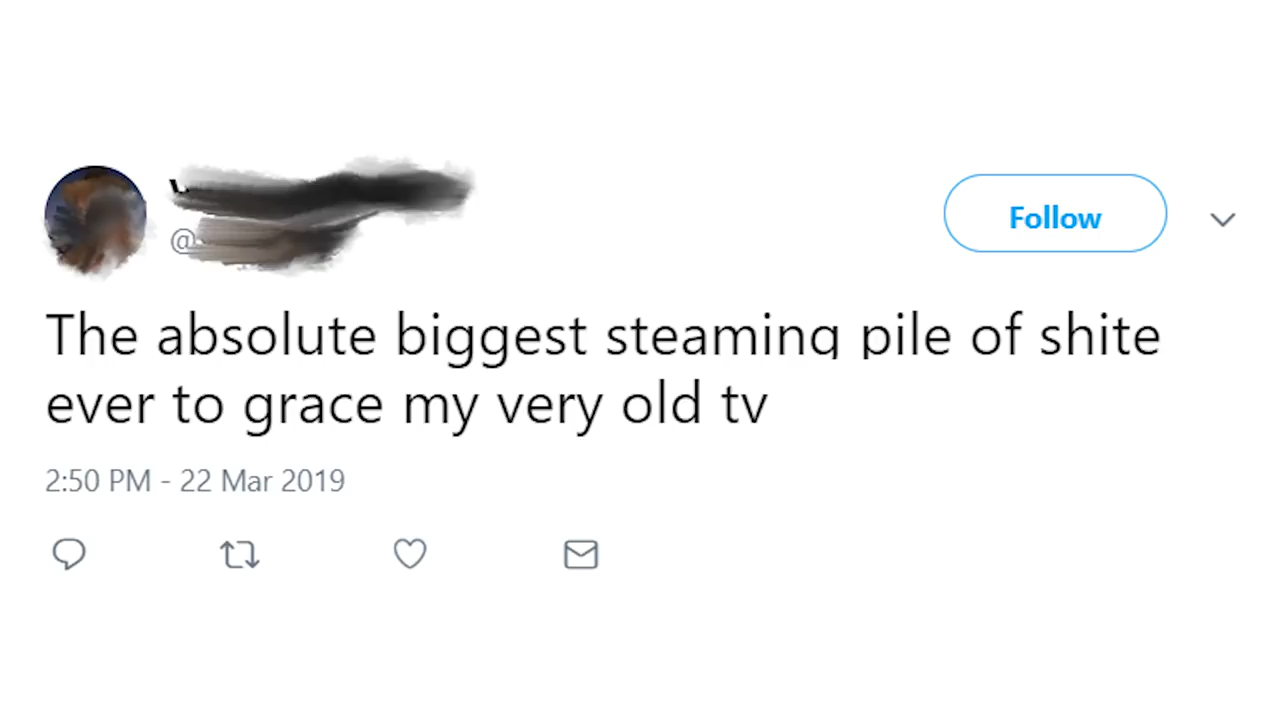 @
Follow
The absolute biggest steaming pile of shite
ever to grace my very old tv
2:50 PM - 22 Mar 2019